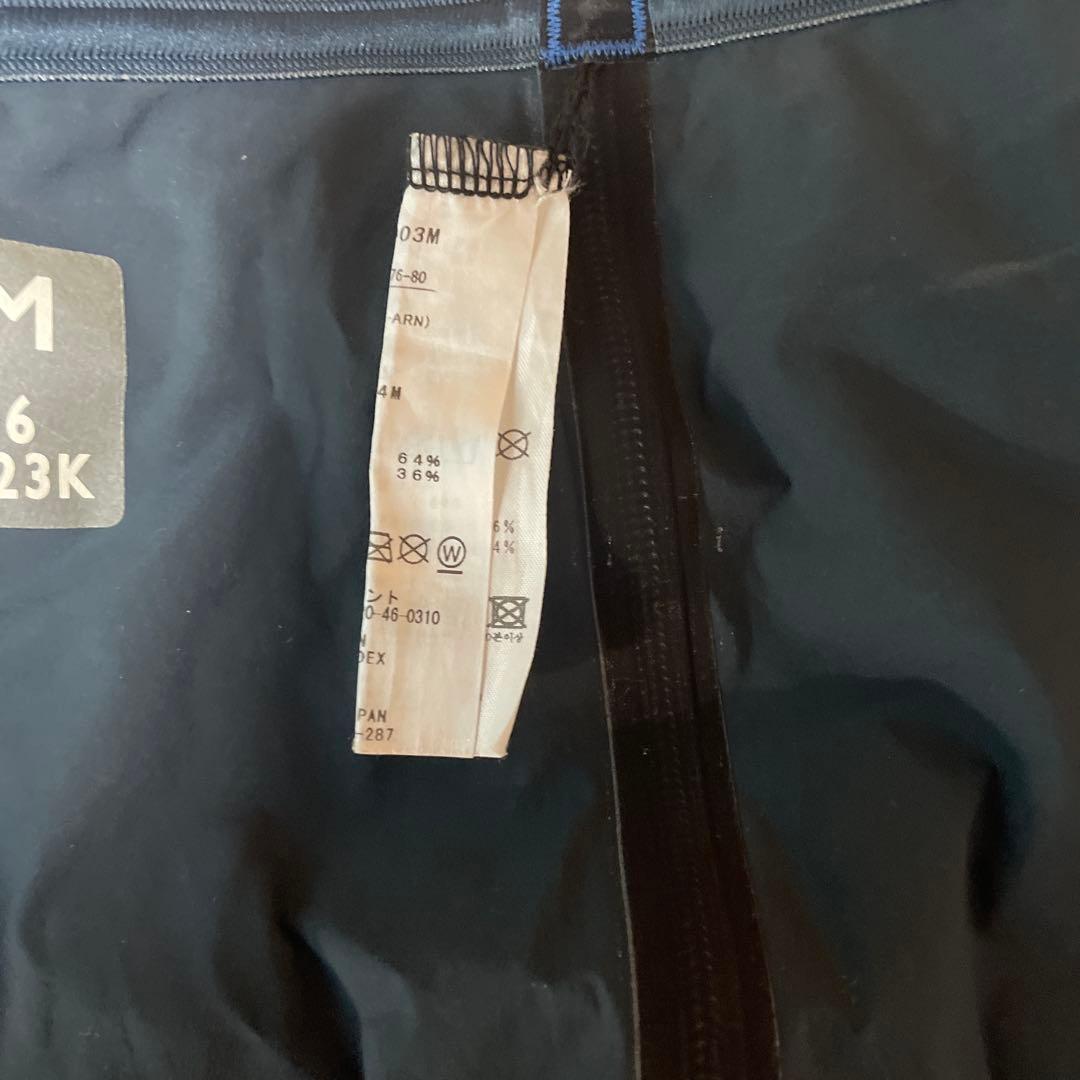 M
6
23K
03M
76-80
-ARN)
4M
64%
36%
W
ント
0-46-0310
N
DEX
PAN
-287
6%
4%